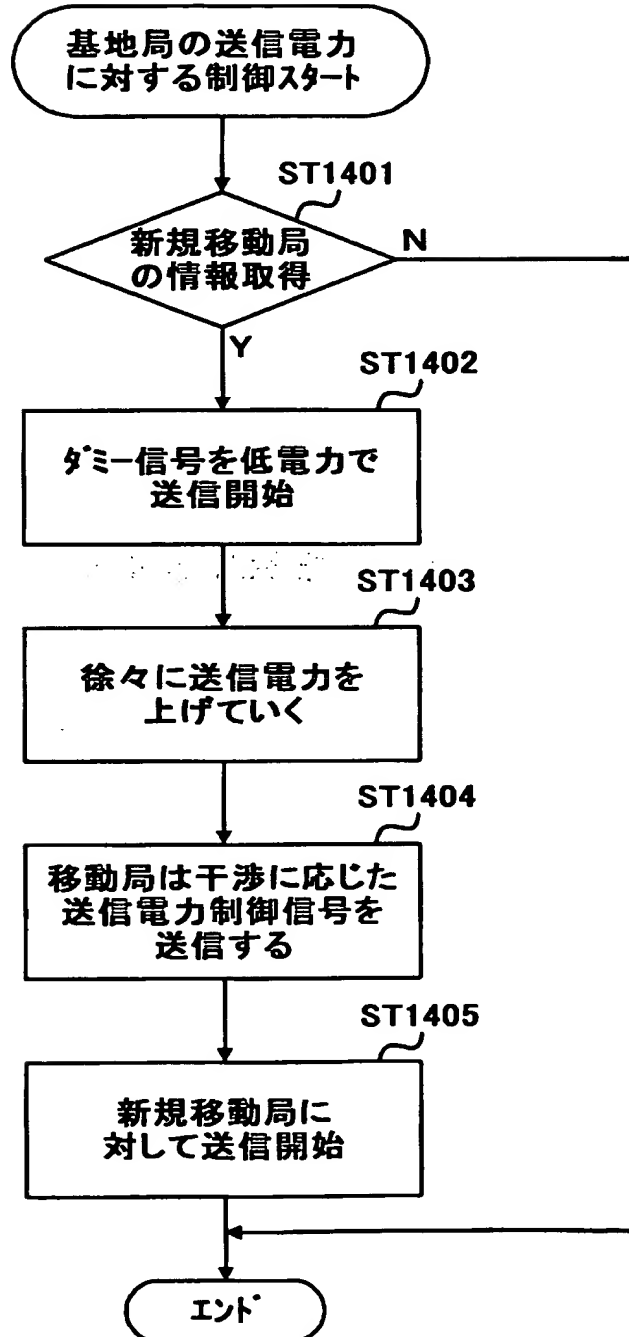 基地局の送信電力
に対する制御ｽﾀｰﾄ
ST1401
新規移動局
の情報取得
N
Y
ST1402
ﾀﾞﾐｰ信号を低電力で
送信開始
ST1403
徐々に送信電力を
上げていく
ST1404
移動局は干渉に応じた
送信電力制御信号を
送信する
ST1405
新規移動局に
対して送信開始
ｴﾝﾄﾞ